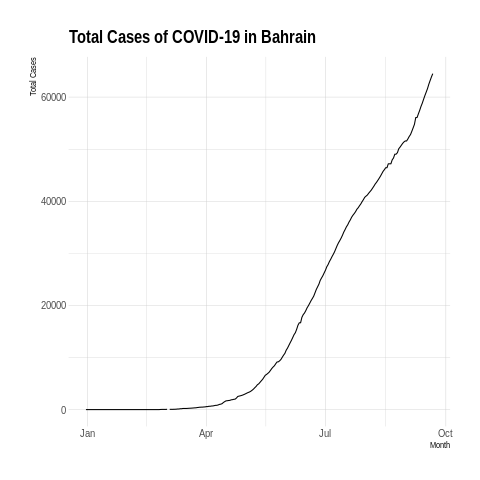 Total Cases of COVID-19 in Bahrain
Total Cases
60000
40000
20000
0
Jan Apr Jul Oct
Month